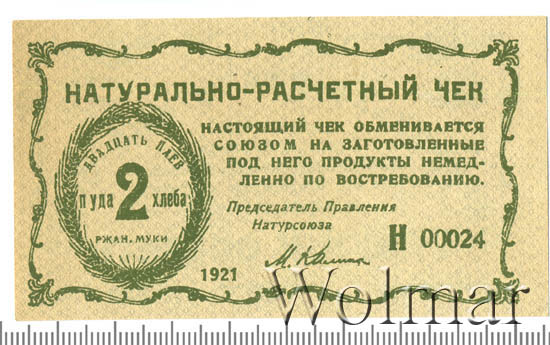 НАТУРАЛЬНО-РАСЧЕТНЫЙ ЧЕК
ДВАДЦАТЬ ПАЕВ
пуда 2 хлеба
РЖАН. МУКИ
НАСТОЯЩИЙ ЧЕК ОБМЕНИВАЕТСЯ
СОЮЗОМ НА ЗАГОТОВЛЕННЫЕ
ПОД НЕГО ПРОДУКТЫ НЕМЕД-
ЛЕННО ПО ВОСТРЕБОВАНИЮ.
Председатель Правления
Натурсоюза
Н 00024
1921
Wolmar